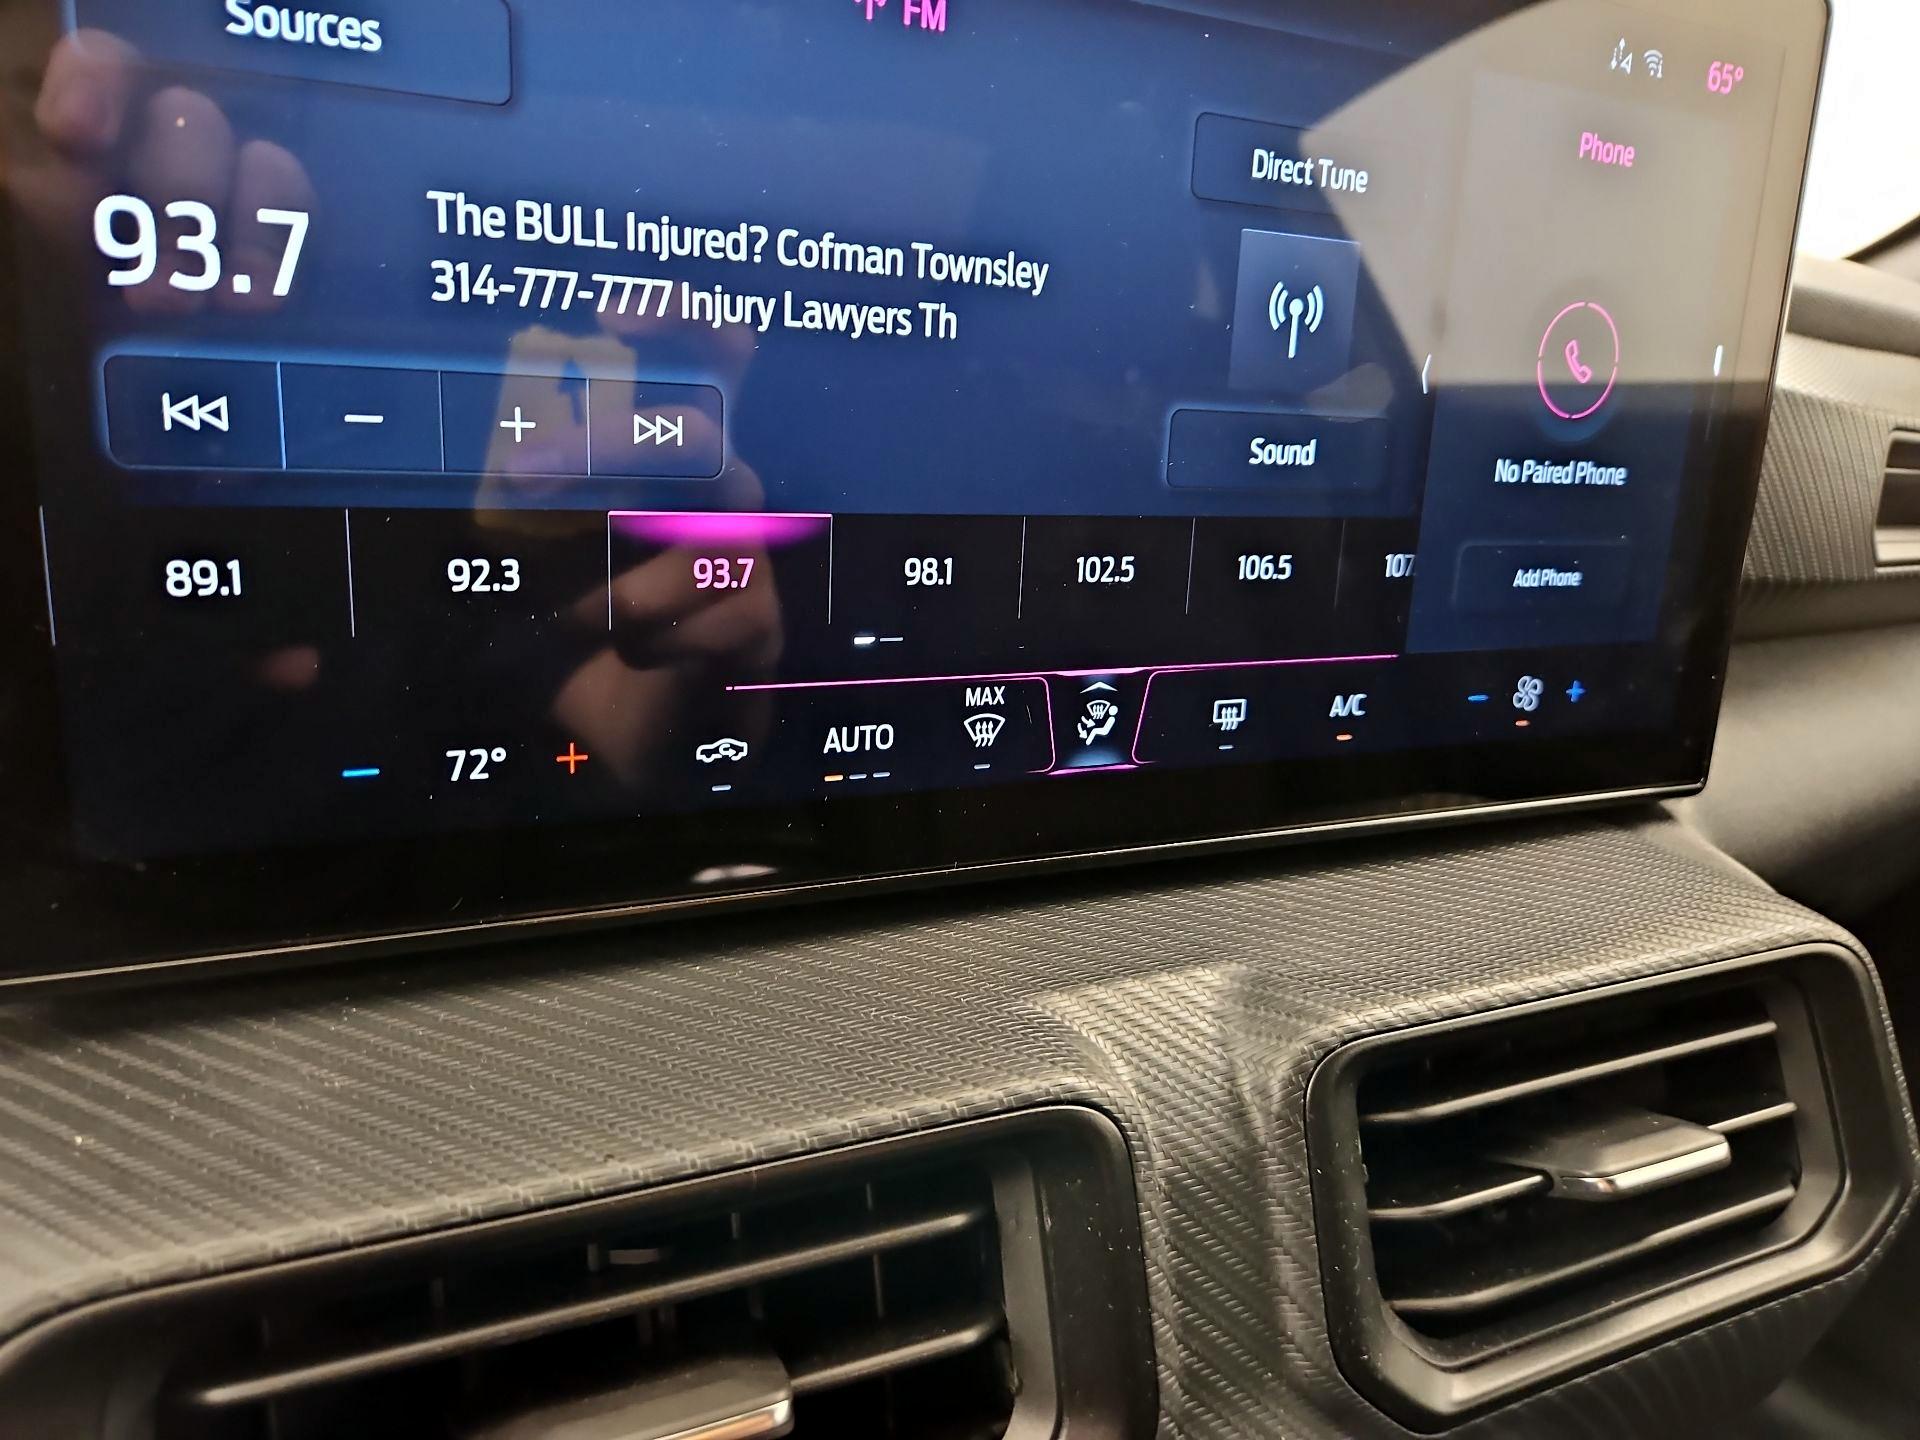 Sources
FM
65°
Phone
Direct Tune
93.7
The BULL Injured? Cofman Townsley
314-777-7777 Injury Lawyers Th
Sound
No Paired Phone
Add Phone
89.1 92.3 93.7 98.1 102.5 106.5 107.
72° AUTO MAX A/C